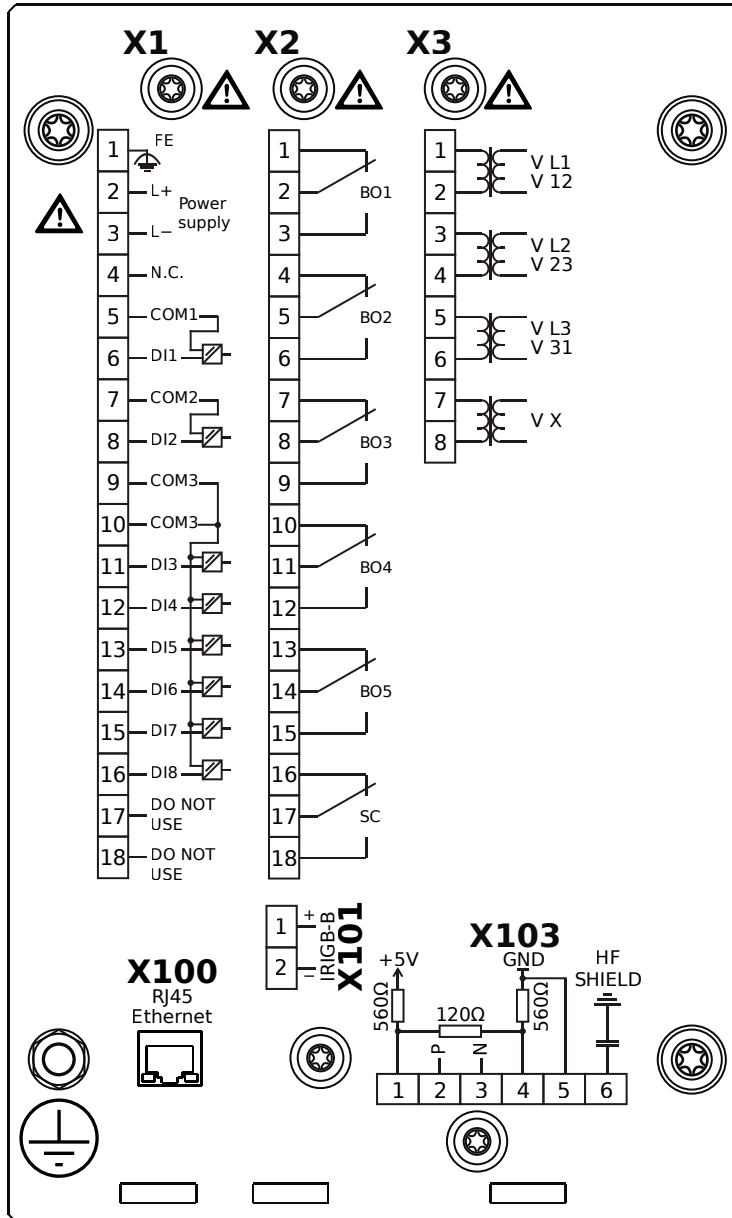 X1 X2 X3
1 FE
2 L+ Power supply
3 L−
4 N.C.
5 COM1
6 DI1
7 COM2
8 DI2
9 COM3
10 COM3
11 DI3
12 DI4
13 DI5
14 DI6
15 DI7
16 DI8
17 DO NOT USE
18 DO NOT USE
1
2 BO1
3
4
5 BO2
6
7
8 BO3
9
10
11 BO4
12
13
14 BO5
15
16
17 SC
18
1 V L1
2 V 12
3 V L2
4 V 23
5 V L3
6 V 31
7 V X
8
X101
1 +
2 −
IRIGB-B
X100
RJ45
Ethernet
X103
+5V GND HF
SHIELD
560Ω 120Ω 560Ω
P N
1 2 3 4 5 6